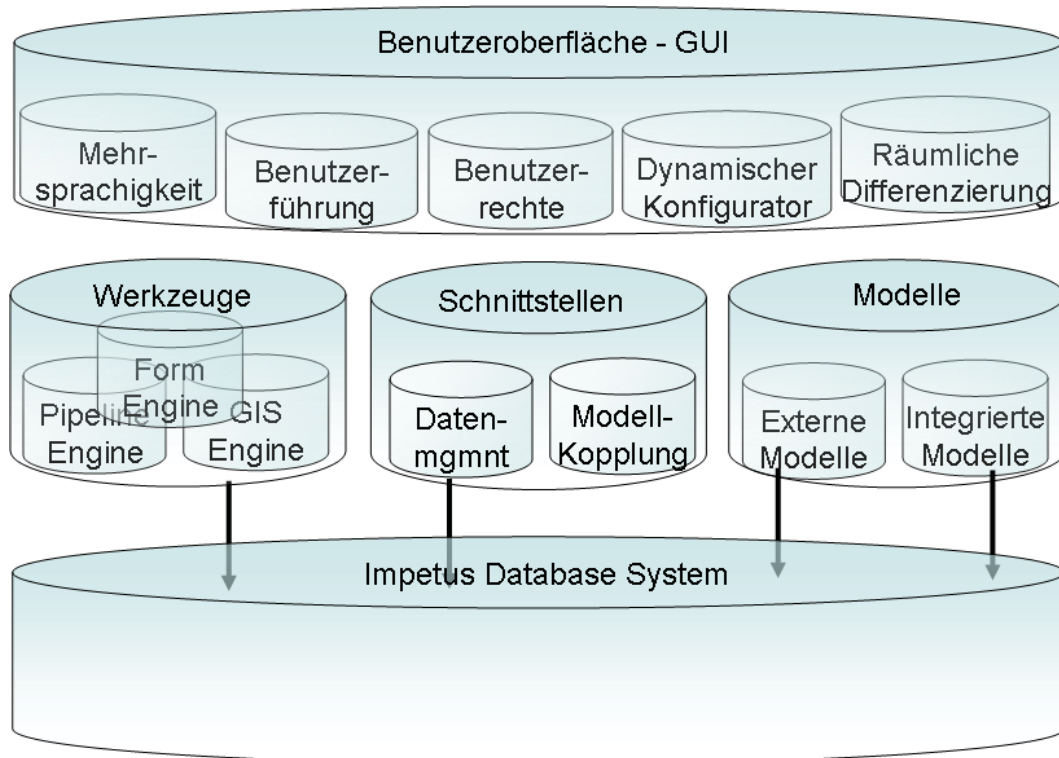 Benutzeroberfläche - GUI
Mehr-
sprachigkeit
Benutzer-
führung
Benutzer-
rechte
Dynamischer
Konfigurator
Räumliche
Differenzierung
Werkzeuge
Form
Engine
Pipeline
Engine
GIS
Engine
Schnittstellen
Daten-
mgmnt
Modell-
Kopplung
Modelle
Externe
Modelle
Integrierte
Modelle
Impetus Database System